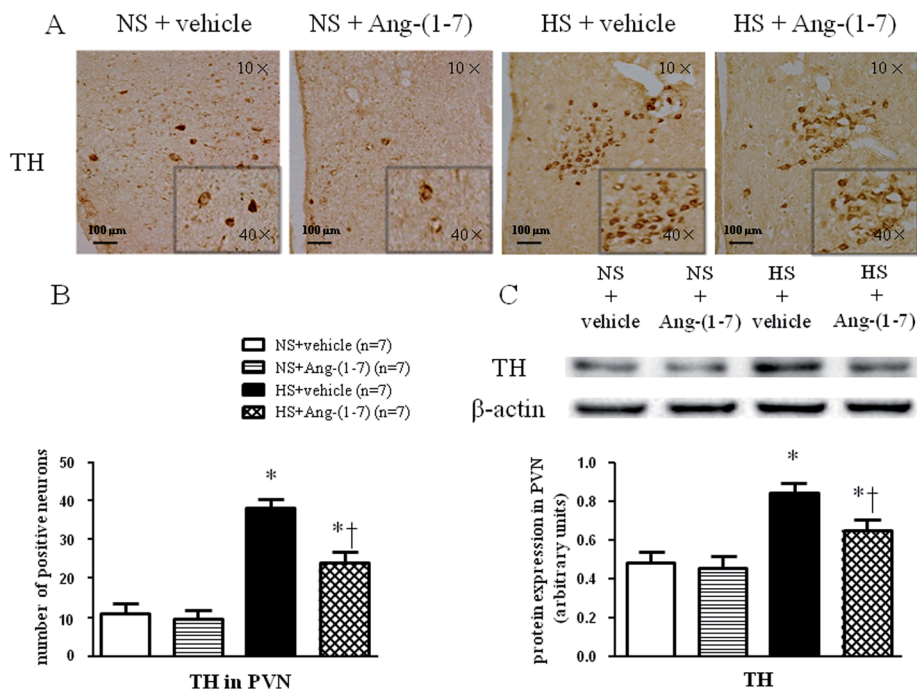 A
NS + vehicle
NS + Ang-(1-7)
HS + vehicle
HS + Ang-(1-7)
TH
10×
10×
10×
10×
40×
40×
40×
40×
100 µm
100 µm
100 µm
100 µm
B
NS+vehicle (n=7)
NS+Ang-(1-7) (n=7)
HS+vehicle (n=7)
HS+Ang-(1-7) (n=7)
number of positive neurons
50
40
30
20
10
0
*
*†
TH in PVN
C
NS
+
vehicle
NS
+
Ang-(1-7)
HS
+
vehicle
HS
+
Ang-(1-7)
TH
β-actin
protein expression in PVN
(arbitrary units)
1.0
0.8
0.6
0.4
0.2
0.0
*
*†
TH